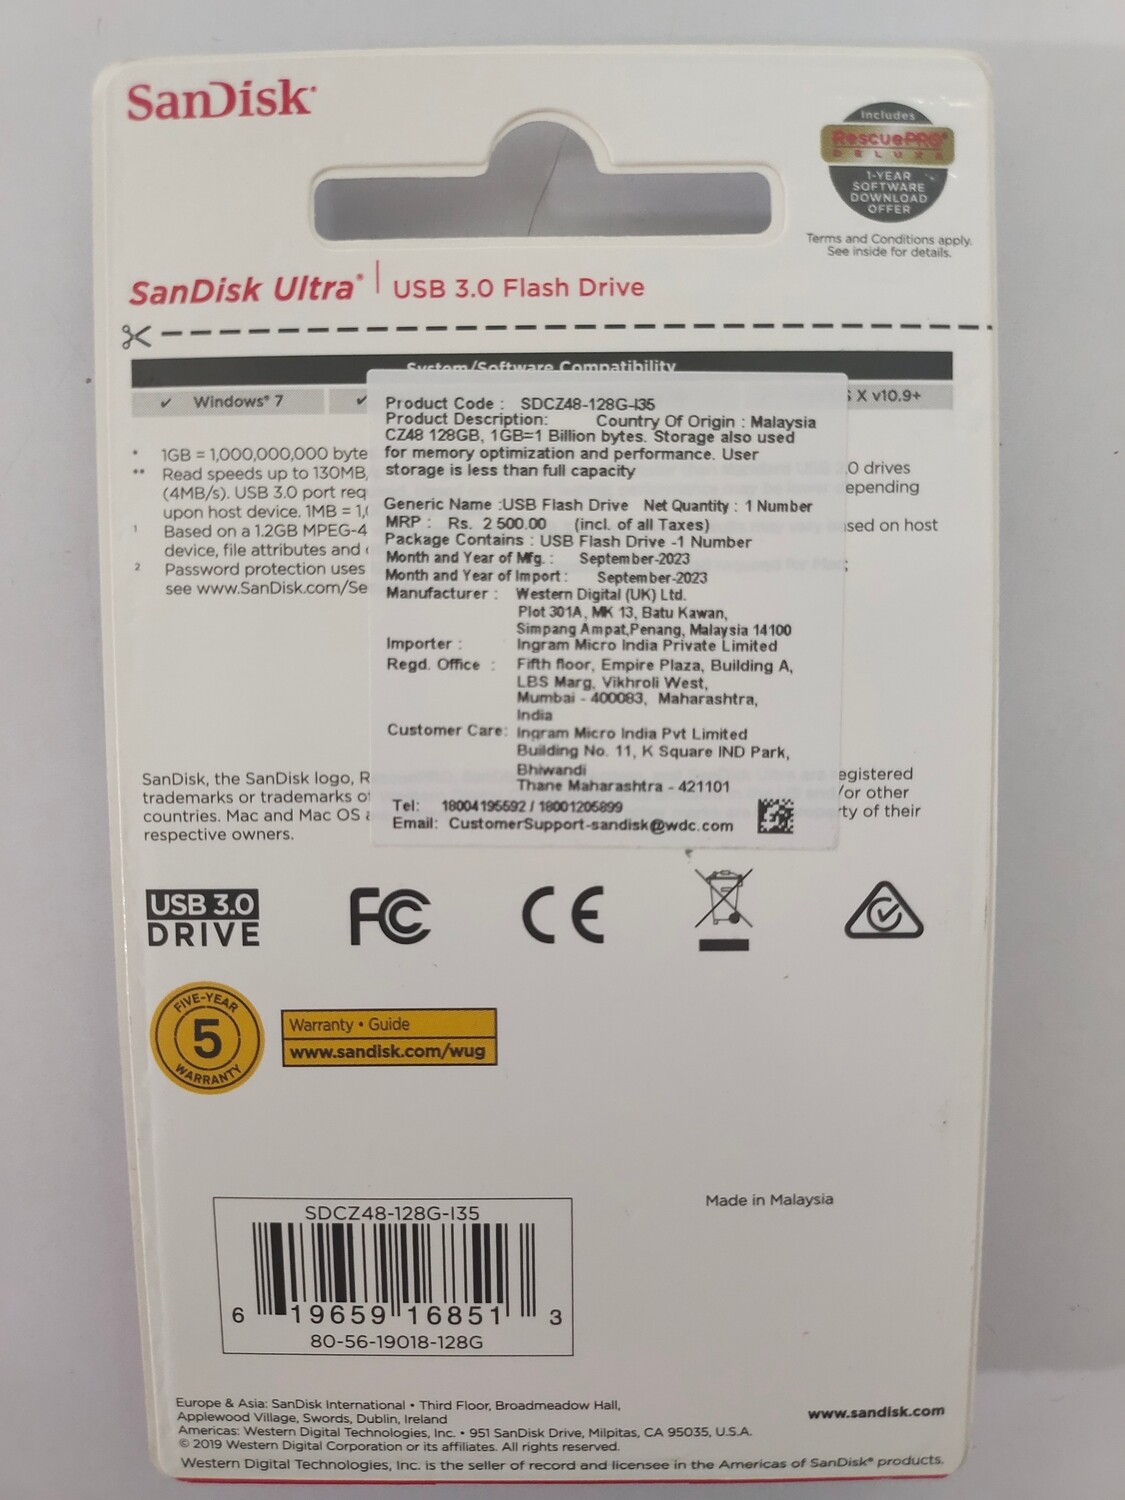 SanDisk®
Includes
RescuePRO®
DELUXE
1-YEAR
SOFTWARE
DOWNLOAD
OFFER
Terms and Conditions apply.
See inside for details.
SanDisk Ultra® | USB 3.0 Flash Drive
System/Software Compatibility
✓ Windows® 7 ✓ X v10.9+
* 1GB = 1,000,000,000 byte
** Read speeds up to 130MB, .0 drives
(4MB/s). USB 3.0 port req epending
upon host device. 1MB = 1,
1 Based on a 1.2GB MPEG-4 sed on host
device, file attributes and
2 Password protection uses
see www.SanDisk.com/Se
Product Code : SDCZ48-128G-I35
Product Description: Country Of Origin : Malaysia
CZ48 128GB, 1GB=1 Billion bytes. Storage also used
for memory optimization and performance. User
storage is less than full capacity
Generic Name :USB Flash Drive Net Quantity : 1 Number
MRP : Rs. 2 500.00 (incl. of all Taxes)
Package Contains : USB Flash Drive -1 Number
Month and Year of Mfg. : September-2023
Month and Year of Import : September-2023
Manufacturer : Western Digital (UK) Ltd.
Plot 301A, MK 13, Batu Kawan,
Simpang Ampat,Penang, Malaysia 14100
Importer : Ingram Micro India Private Limited
Regd. Office : Fifth floor, Empire Plaza, Building A,
LBS Marg, Vikhroli West,
Mumbai - 400083, Maharashtra,
India
Customer Care: Ingram Micro India Pvt Limited
Building No. 11, K Square IND Park,
Bhiwandi
Thane Maharashtra - 421101
Tel: 18004195592 / 18001205899
Email: CustomerSupport-sandisk@wdc.com
SanDisk, the SanDisk logo, R egistered
trademarks or trademarks o /or other
countries. Mac and Mac OS a ty of their
respective owners.
USB 3.0
DRIVE
FC
CE
FIVE-YEAR
5
WARRANTY
Warranty • Guide
www.sandisk.com/wug
Made in Malaysia
SDCZ48-128G-I35
6 19659 16851 3
80-56-19018-128G
Europe & Asia: SanDisk International • Third Floor, Broadmeadow Hall,
Applewood Village, Swords, Dublin, Ireland
Americas: Western Digital Technologies, Inc. • 951 SanDisk Drive, Milpitas, CA 95035, U.S.A.
© 2019 Western Digital Corporation or its affiliates. All rights reserved.
Western Digital Technologies, Inc. is the seller of record and licensee in the Americas of SanDisk® products.
www.sandisk.com